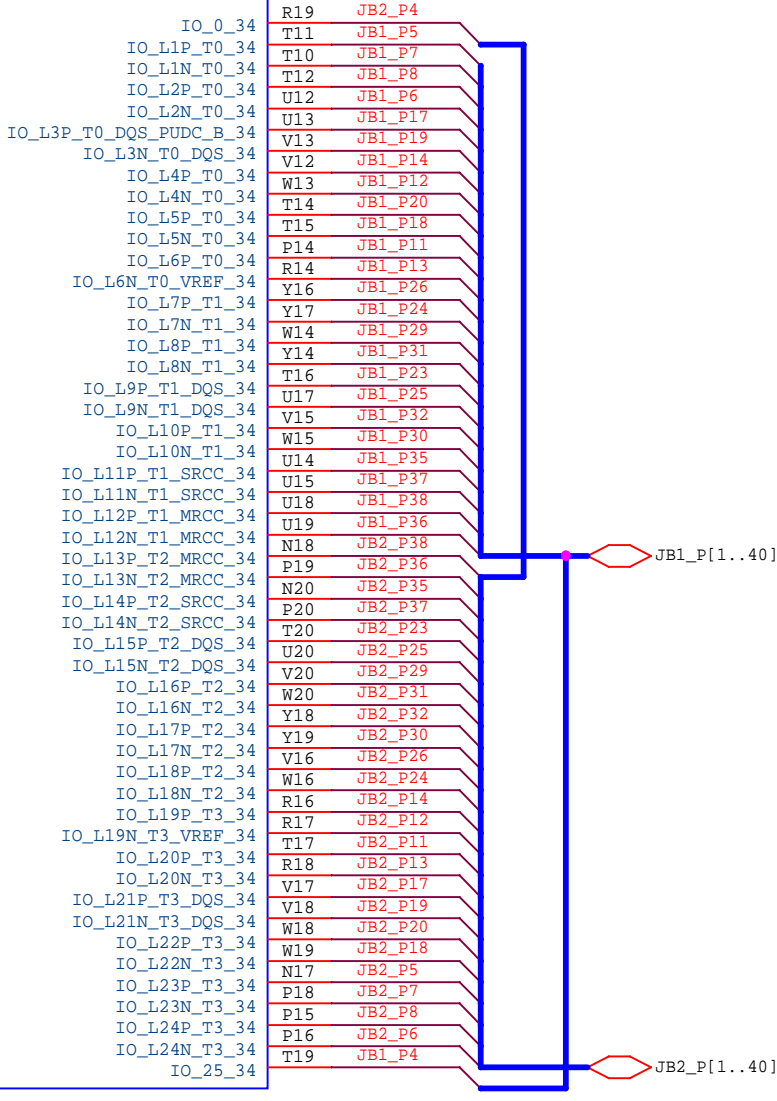 IO_0_34 R19 JB2_P4
IO_L1P_T0_34 T11 JB1_P5
IO_L1N_T0_34 T10 JB1_P7
IO_L2P_T0_34 T12 JB1_P8
IO_L2N_T0_34 U12 JB1_P6
IO_L3P_T0_DQS_PUDC_B_34 U13 JB1_P17
IO_L3N_T0_DQS_34 V13 JB1_P19
IO_L4P_T0_34 V12 JB1_P14
IO_L4N_T0_34 W13 JB1_P12
IO_L5P_T0_34 T14 JB1_P20
IO_L5N_T0_34 T15 JB1_P18
IO_L6P_T0_34 P14 JB1_P11
IO_L6N_T0_VREF_34 R14 JB1_P13
IO_L7P_T1_34 Y16 JB1_P26
IO_L7N_T1_34 Y17 JB1_P24
IO_L8P_T1_34 W14 JB1_P29
IO_L8N_T1_34 Y14 JB1_P31
IO_L9P_T1_DQS_34 T16 JB1_P23
IO_L9N_T1_DQS_34 U17 JB1_P25
IO_L10P_T1_34 V15 JB1_P32
IO_L10N_T1_34 W15 JB1_P30
IO_L11P_T1_SRCC_34 U14 JB1_P35
IO_L11N_T1_SRCC_34 U15 JB1_P37
IO_L12P_T1_MRCC_34 U18 JB1_P38
IO_L12N_T1_MRCC_34 U19 JB1_P36
IO_L13P_T2_MRCC_34 N18 JB2_P38 JB1_P[1..40]
IO_L13N_T2_MRCC_34 P19 JB2_P36
IO_L14P_T2_SRCC_34 N20 JB2_P35
IO_L14N_T2_SRCC_34 P20 JB2_P37
IO_L15P_T2_DQS_34 T20 JB2_P23
IO_L15N_T2_DQS_34 U20 JB2_P25
IO_L16P_T2_34 V20 JB2_P29
IO_L16N_T2_34 W20 JB2_P31
IO_L17P_T2_34 Y18 JB2_P32
IO_L17N_T2_34 Y19 JB2_P30
IO_L18P_T2_34 V16 JB2_P26
IO_L18N_T2_34 W16 JB2_P24
IO_L19P_T3_34 R16 JB2_P14
IO_L19N_T3_VREF_34 R17 JB2_P12
IO_L20P_T3_34 T17 JB2_P11
IO_L20N_T3_34 R18 JB2_P13
IO_L21P_T3_DQS_34 V17 JB2_P17
IO_L21N_T3_DQS_34 V18 JB2_P19
IO_L22P_T3_34 W18 JB2_P20
IO_L22N_T3_34 W19 JB2_P18
IO_L23P_T3_34 N17 JB2_P5
IO_L23N_T3_34 P18 JB2_P7
IO_L24P_T3_34 P15 JB2_P8
IO_L24N_T3_34 P16 JB2_P6
IO_25_34 T19 JB1_P4 JB2_P[1..40]